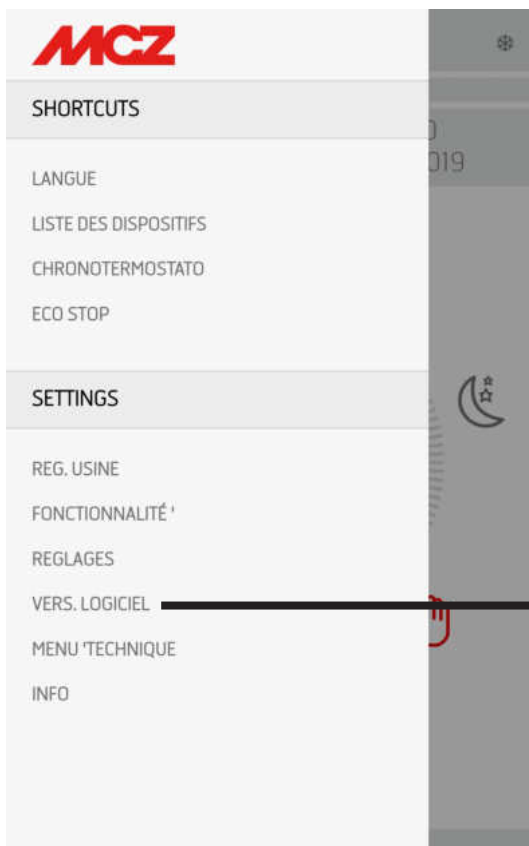 MCZ
SHORTCUTS
LANGUE
LISTE DES DISPOSITIFS
CHRONOTERMOSTATO
ECO STOP
SETTINGS
REG. USINE
FONCTIONNALITÉ '
REGLAGES
VERS. LOGICIEL
MENU 'TECHNIQUE
INFO
019